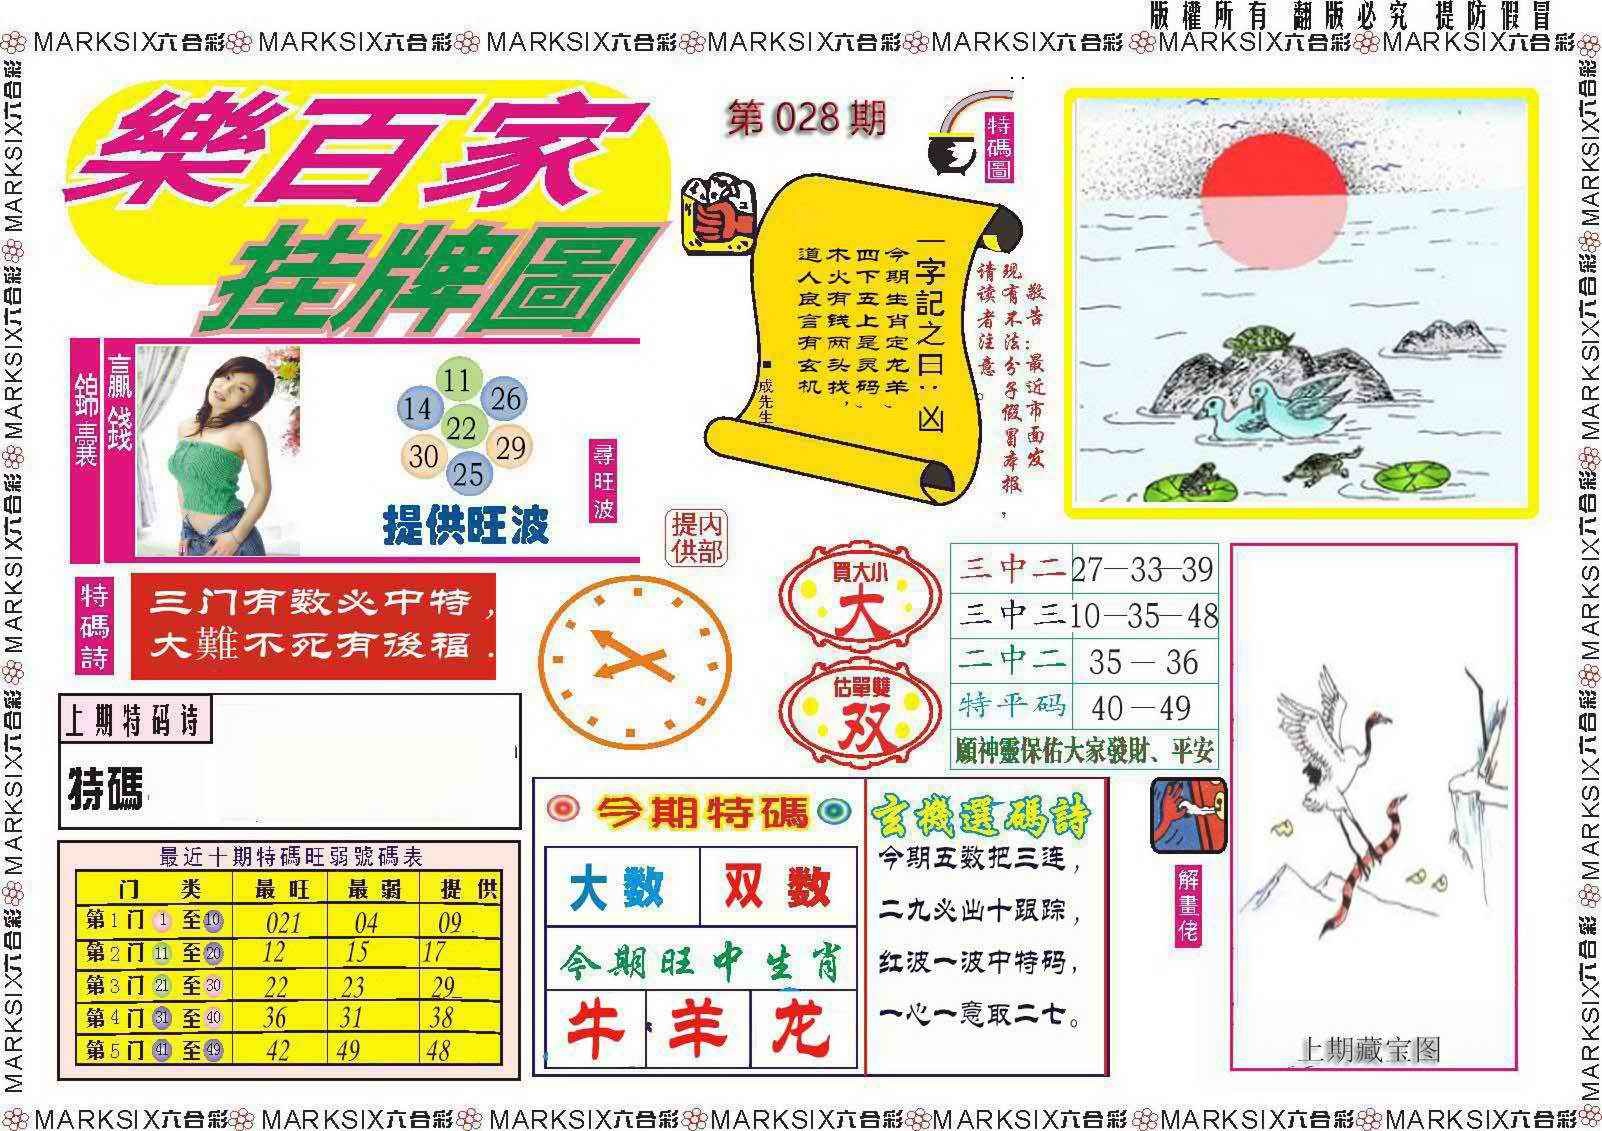 版權所有 翻版必究 提防假冒
MARKSIX六合彩 MARKSIX六合彩 MARKSIX六合彩 MARKSIX六合彩 MARKSIX六合彩 MARKSIX六合彩 MARKSIX六合彩
樂百家
挂牌圖
第 028 期
特碼圖
一字記之曰：凶
今期生肖定龙羊
四下五上是灵码
木火有钱两头找，
道人良言有玄机
■成先生
敬告：最近市面发
现有不法分子假冒本报，
请读者注意。
贏錢
錦囊
11
14
26
22
30
29
25
提供旺波
尋旺波
内部
提供
特碼詩
三门有数必中特，
大難不死有後福．
買大小
大
估單雙
双
三中二 27—33—39
三中三 10—35—48
二中二 35－36
特平码 40－49
願神靈保佑大家發財、平安
上期特码诗
特碼
最近十期特碼旺弱號碼表
门 类 最旺 最弱 提供
第1门 1 至 10 021 04 09
第2门 11 至 20 12 15 17
第3门 21 至 30 22 23 29
第4门 31 至 40 36 31 38
第5门 41 至 49 42 49 48
今期特碼
大数 双数
今期旺中生肖
牛 羊 龙
玄機選碼詩
今期五数把三连，
二九必出十跟踪，
红波一波中特码，
一心一意取二七。
解畫佬
上期藏宝图
MARKSIX六合彩 MARKSIX六合彩 MARKSIX六合彩 MARKSIX六合彩 MARKSIX六合彩 MARKSIX六合彩 MARKSIX六合彩